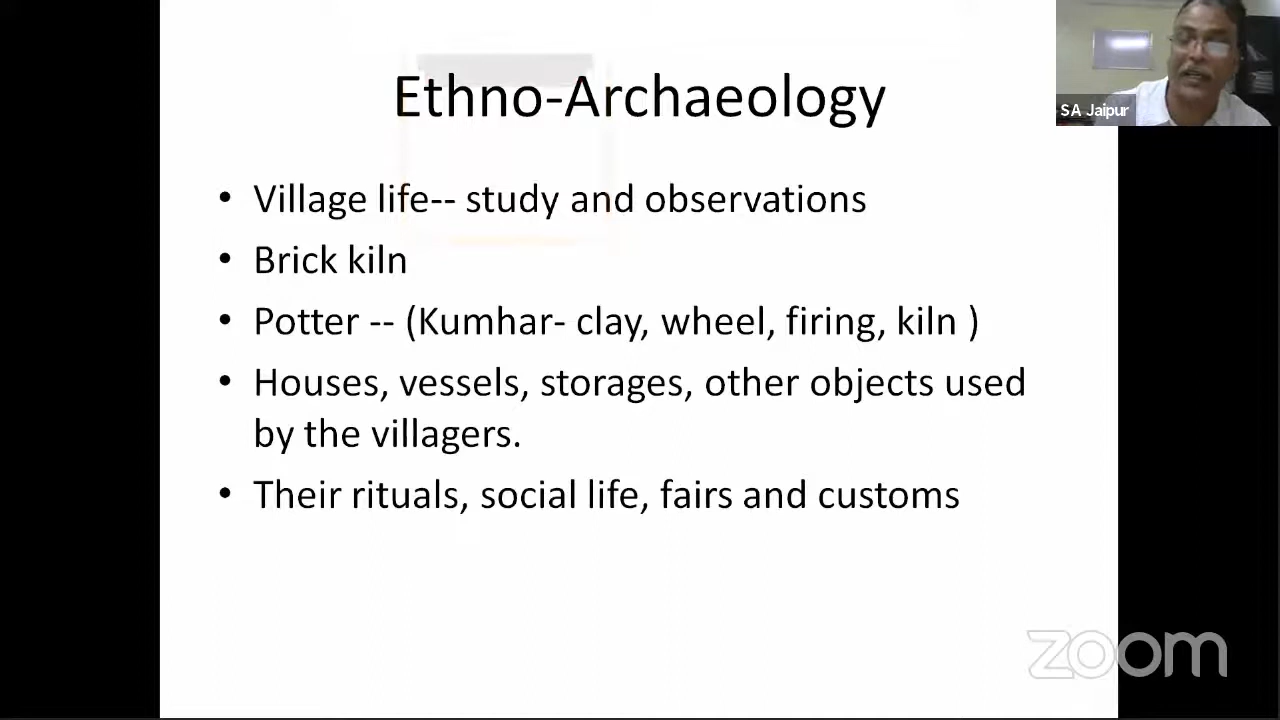 Ethno-Archaeology
SA Jaipur
• Village life-- study and observations
• Brick kiln
• Potter -- (Kumhar- clay, wheel, firing, kiln )
• Houses, vessels, storages, other objects used
by the villagers.
• Their rituals, social life, fairs and customs
zoom